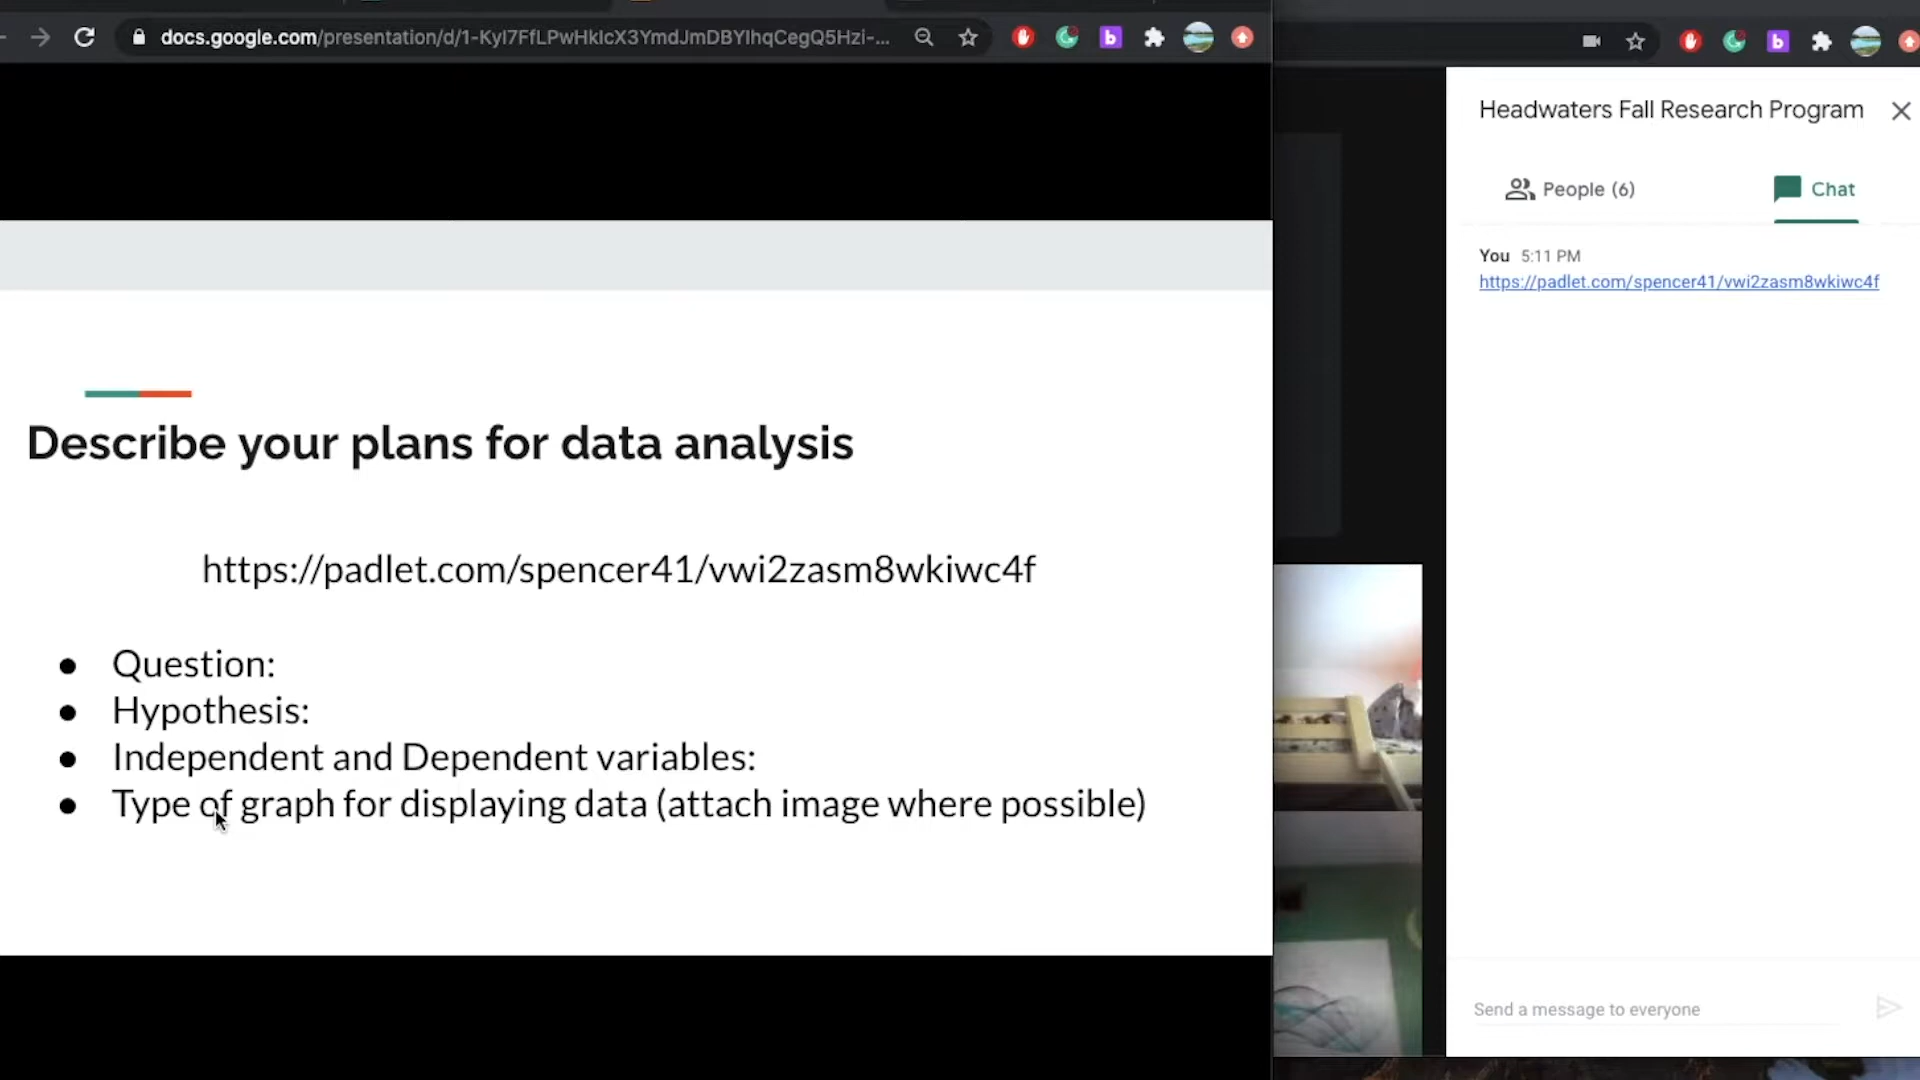 docs.google.com/presentation/d/1-KyI7FfLPwHkIcX3YmdJmDBYIhqCegQ5Hzi-...
b
b
Headwaters Fall Research Program
People (6)
Chat
You 5:11 PM
https://padlet.com/spencer41/vwi2zasm8wkiwc4f
Describe your plans for data analysis
https://padlet.com/spencer41/vwi2zasm8wkiwc4f
● Question:
● Hypothesis:
● Independent and Dependent variables:
● Type of graph for displaying data (attach image where possible)
Send a message to everyone